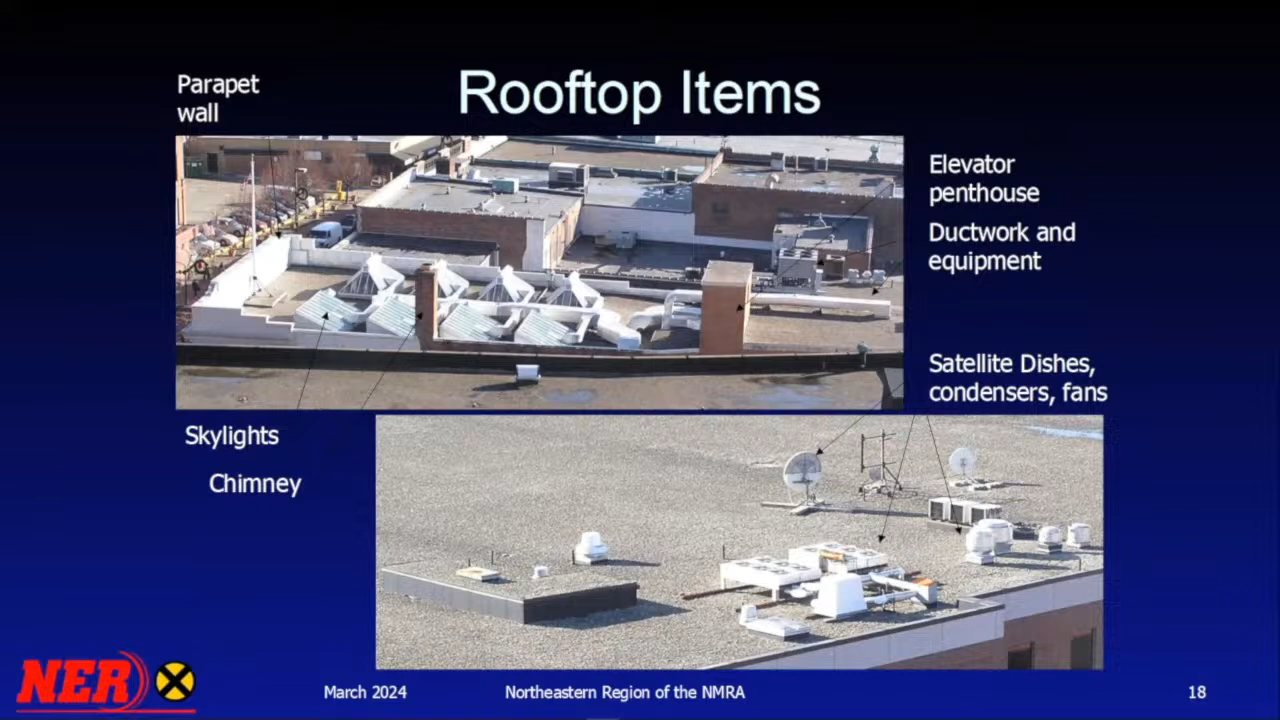 Parapet
wall
Rooftop Items
Elevator
penthouse
Ductwork and
equipment
Satellite Dishes,
condensers, fans
Skylights
Chimney
NER
March 2024
Northeastern Region of the NMRA
18